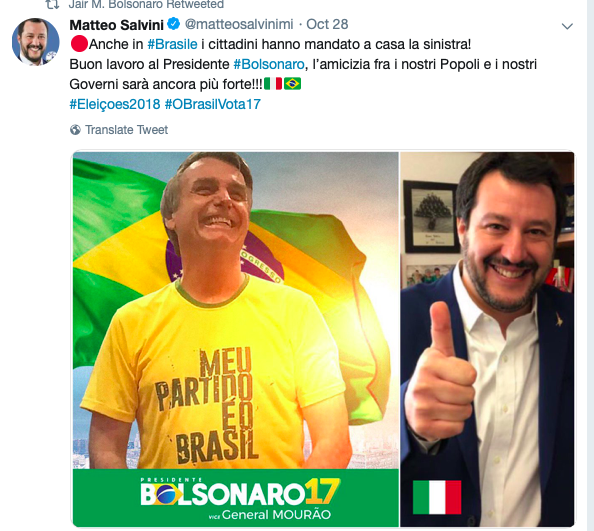 Jair M. Bolsonaro Retweeted
Matteo Salvini @matteosalvinimi · Oct 28
🔴Anche in #Brasile i cittadini hanno mandato a casa la sinistra!
Buon lavoro al Presidente #Bolsonaro, l'amicizia fra i nostri Popoli e i nostri
Governi sarà ancora più forte!!!🇮🇹🇧🇷
#Eleiçoes2018 #OBrasilVota17
Translate Tweet
PROGRESSO
MEU
PARTIDO
É O
BRASIL
PRESIDENTE
BOLSONARO17
VICE General MOURÃO